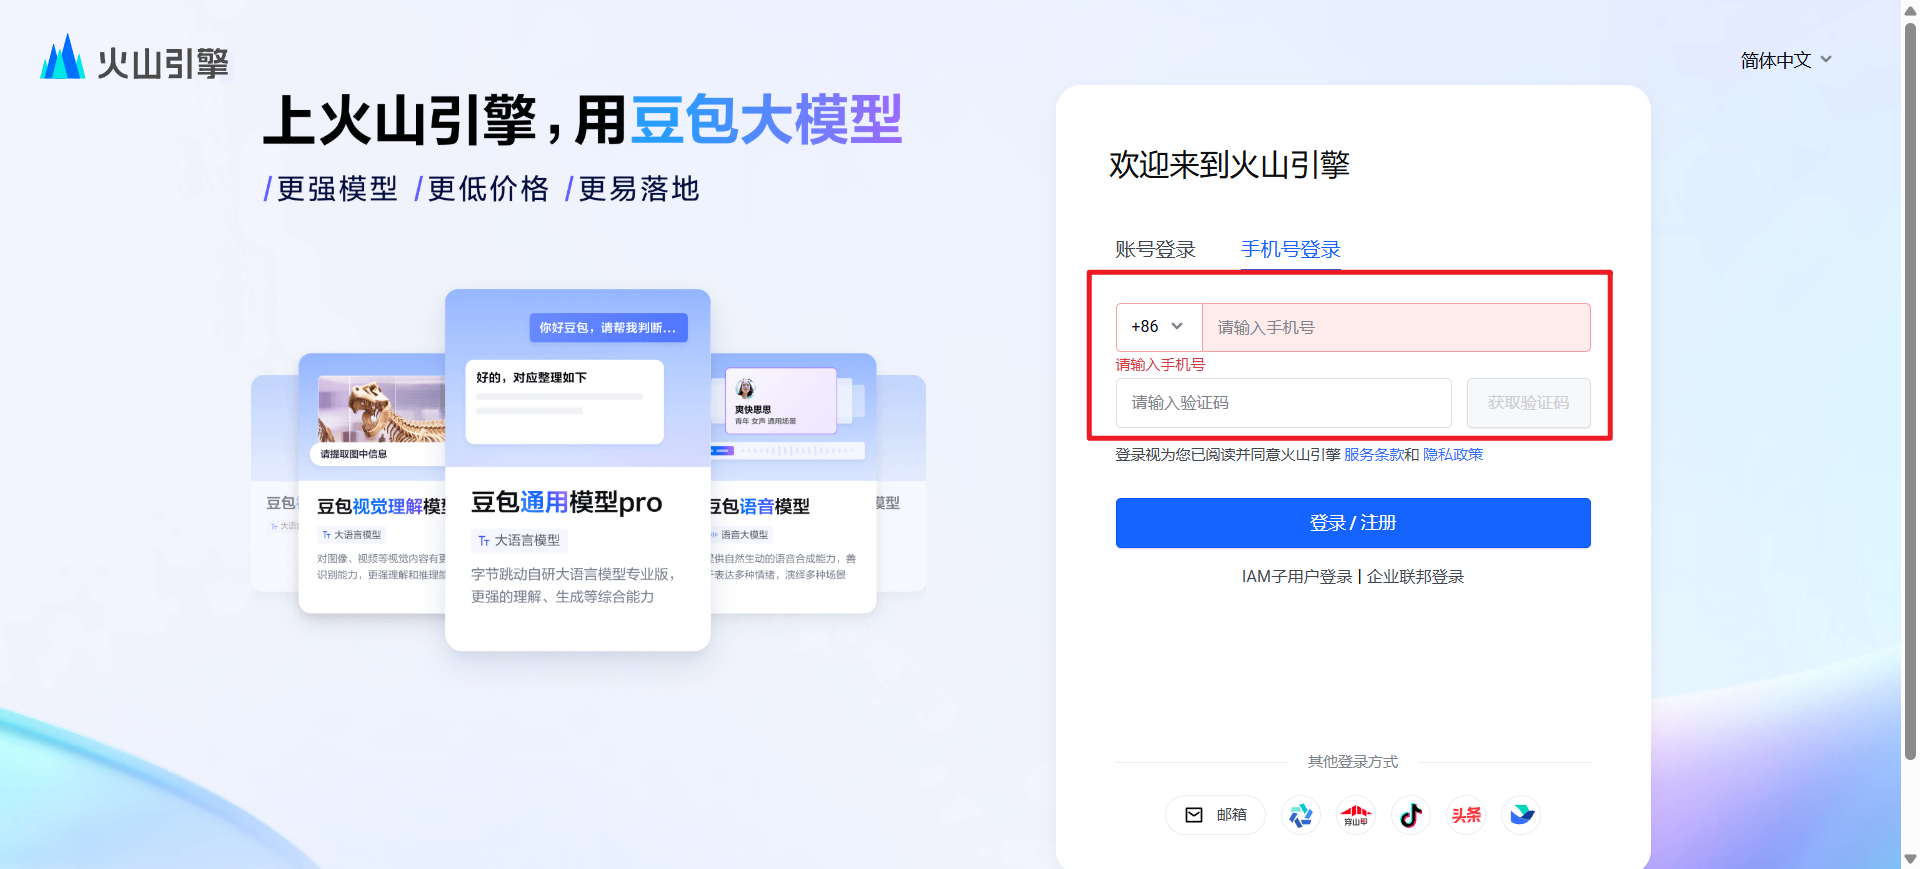 火山引擎
简体中文
上火山引擎，用豆包大模型
/更强模型 /更低价格 /更易落地
你好豆包，请帮我判断...
好的，对应整理如下
请提取图中信息
爽快思思
青年 女声 通用场景
豆包
豆包视觉理解模型
Tr 大语言模型
对图像、视频等视觉内容有更
识别能力，更强理解和推理能
豆包通用模型pro
Tr 大语言模型
字节跳动自研大语言模型专业版，
更强的理解、生成等综合能力
豆包语音模型
语音大模型
提供自然生动的语音合成能力，善
于表达多种情绪，演绎多种场景
模型
欢迎来到火山引擎
账号登录 手机号登录
+86 请输入手机号
请输入手机号
请输入验证码 获取验证码
登录视为您已阅读并同意火山引擎 服务条款和 隐私政策
登录 / 注册
IAM子用户登录 | 企业联邦登录
其他登录方式
邮箱
穿山甲
头条